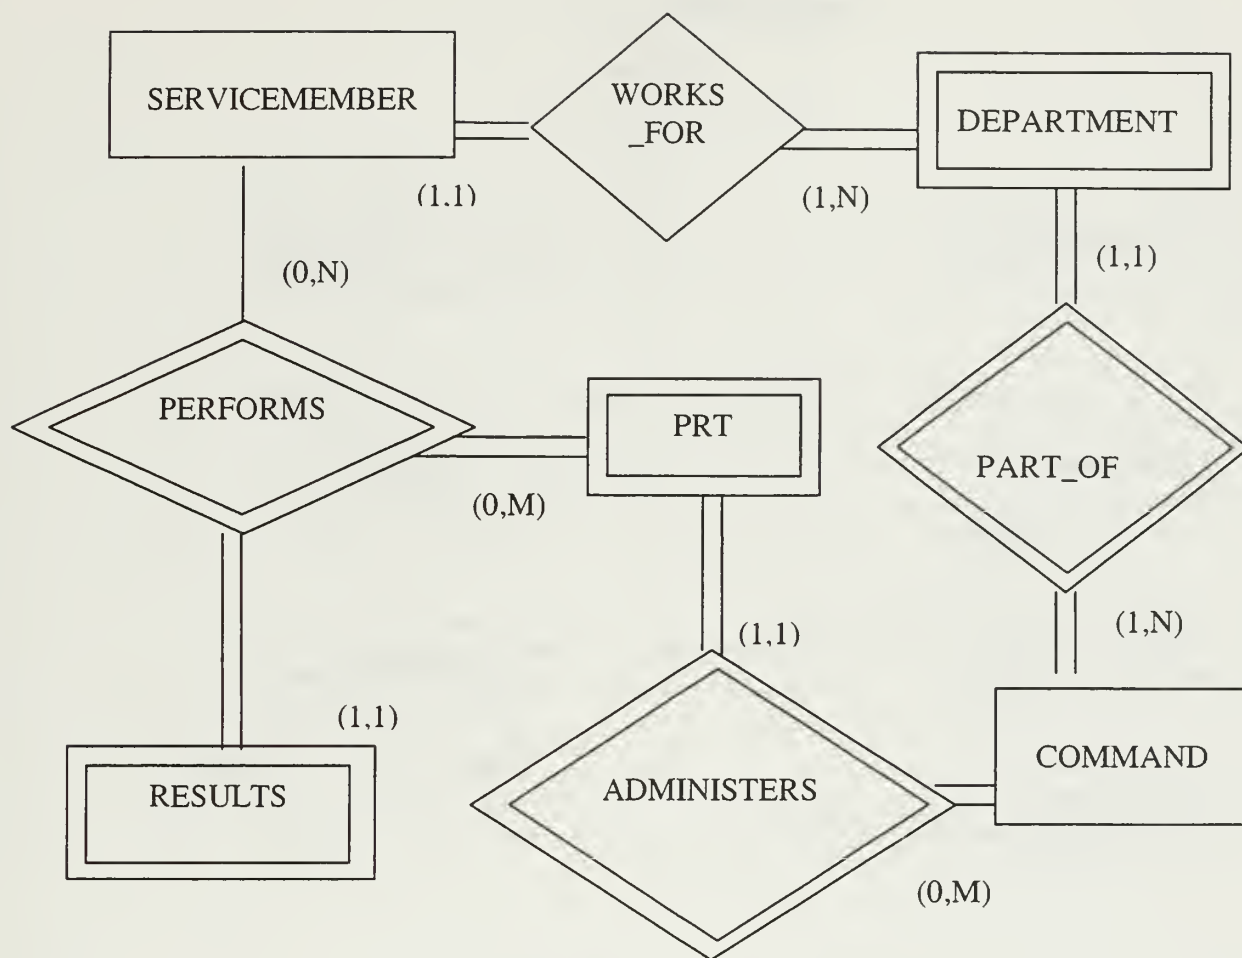 SERVICEMEMBER
WORKS
_FOR
DEPARTMENT
(1,1)
(1,N)
(1,1)
(0,N)
PERFORMS
PRT
PART_OF
(0,M)
(1,1)
(1,N)
(1,1)
RESULTS
ADMINISTERS
COMMAND
(0,M)